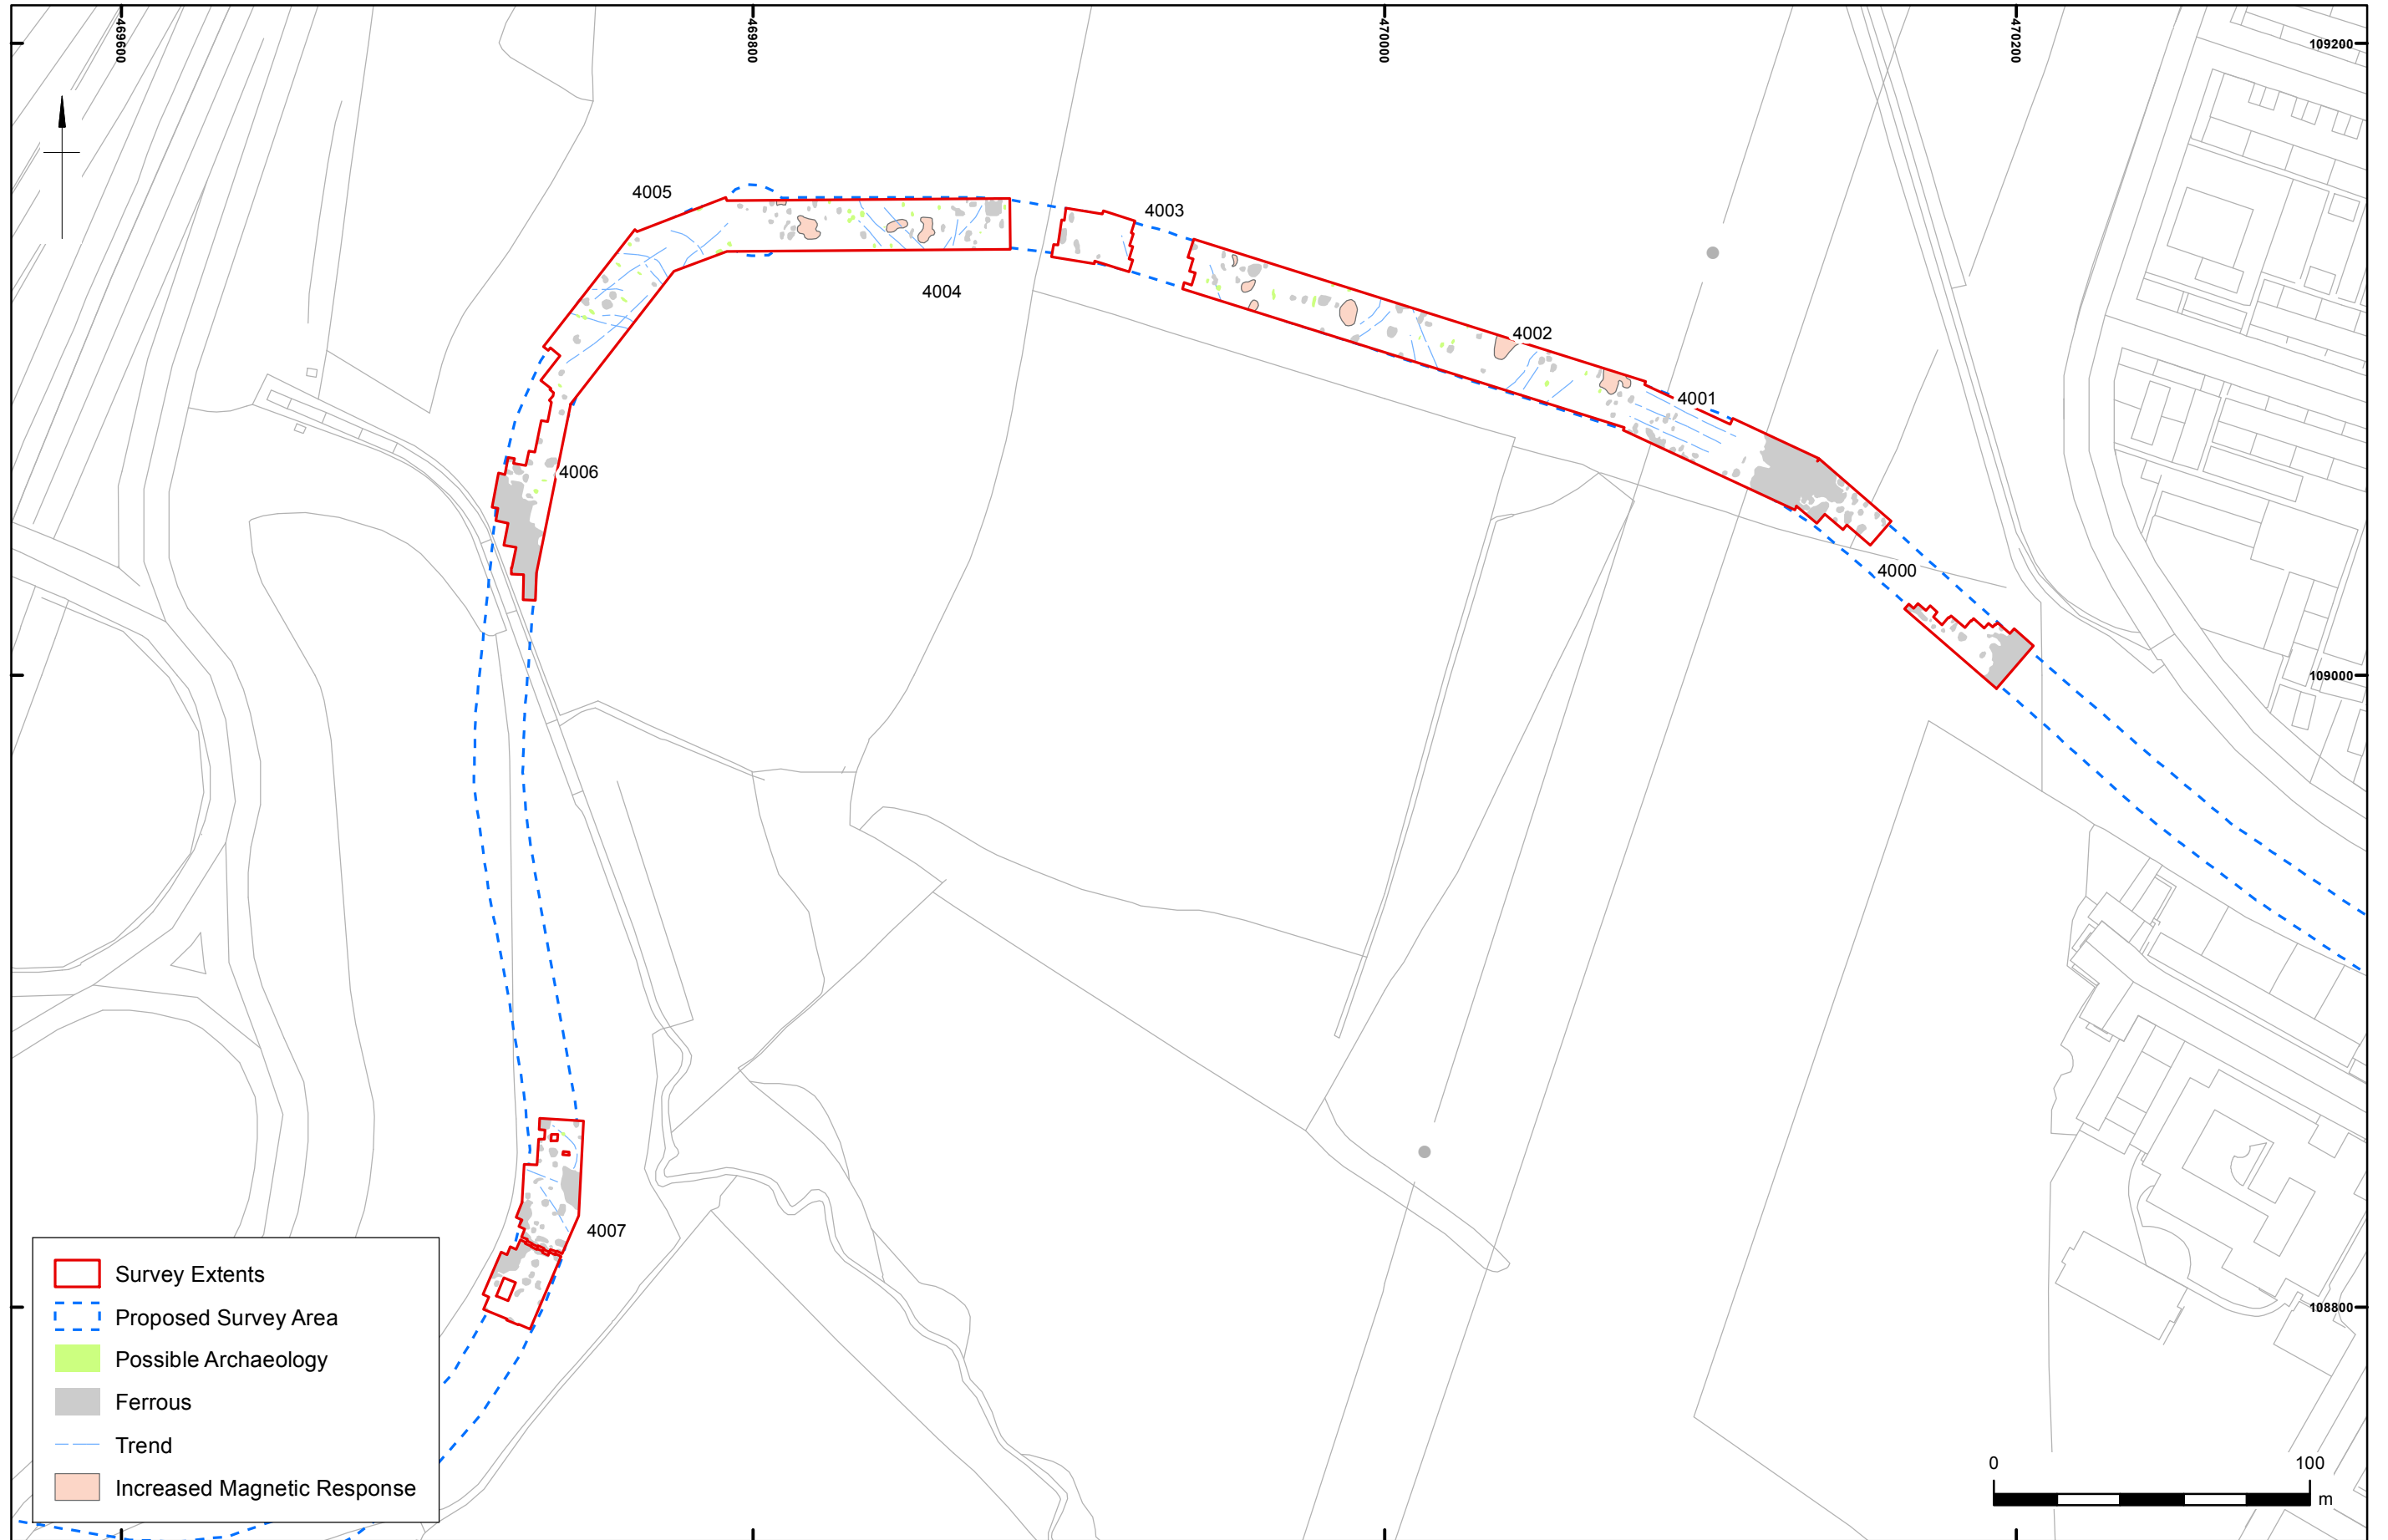 469600
469800
470000
470200
109200
4005
4003
4004
4002
4001
4006
4000
109000
4007
108800
Survey Extents
Proposed Survey Area
Possible Archaeology
Ferrous
Trend
Increased Magnetic Response
0 100
m